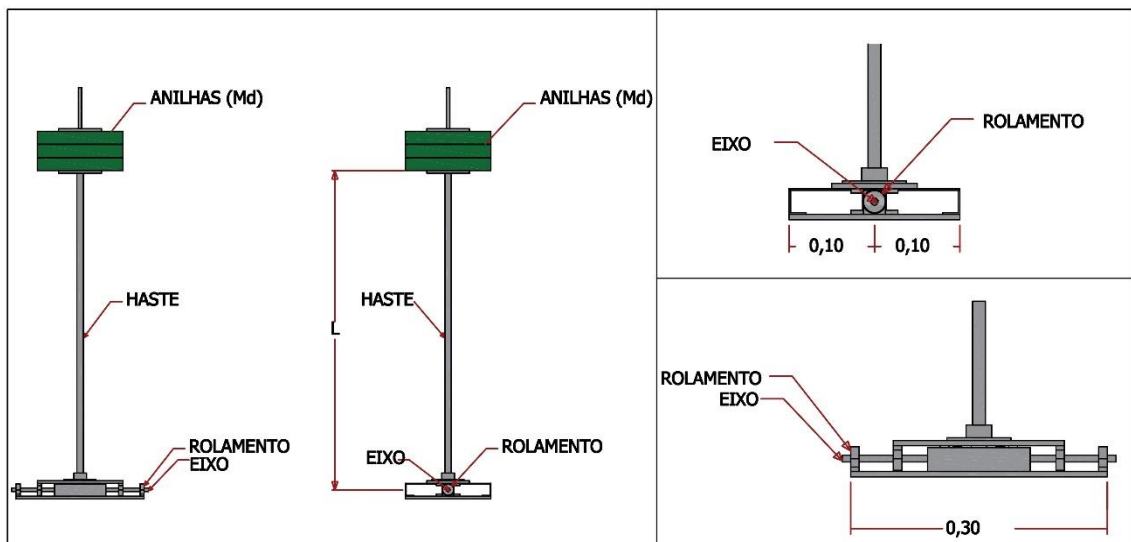 ANILHAS (Md)
ANILHAS (Md)
HASTE
HASTE
L
ROLAMENTO
EIXO
EIXO
ROLAMENTO
EIXO
ROLAMENTO
0,10
0,10
ROLAMENTO
EIXO
0,30